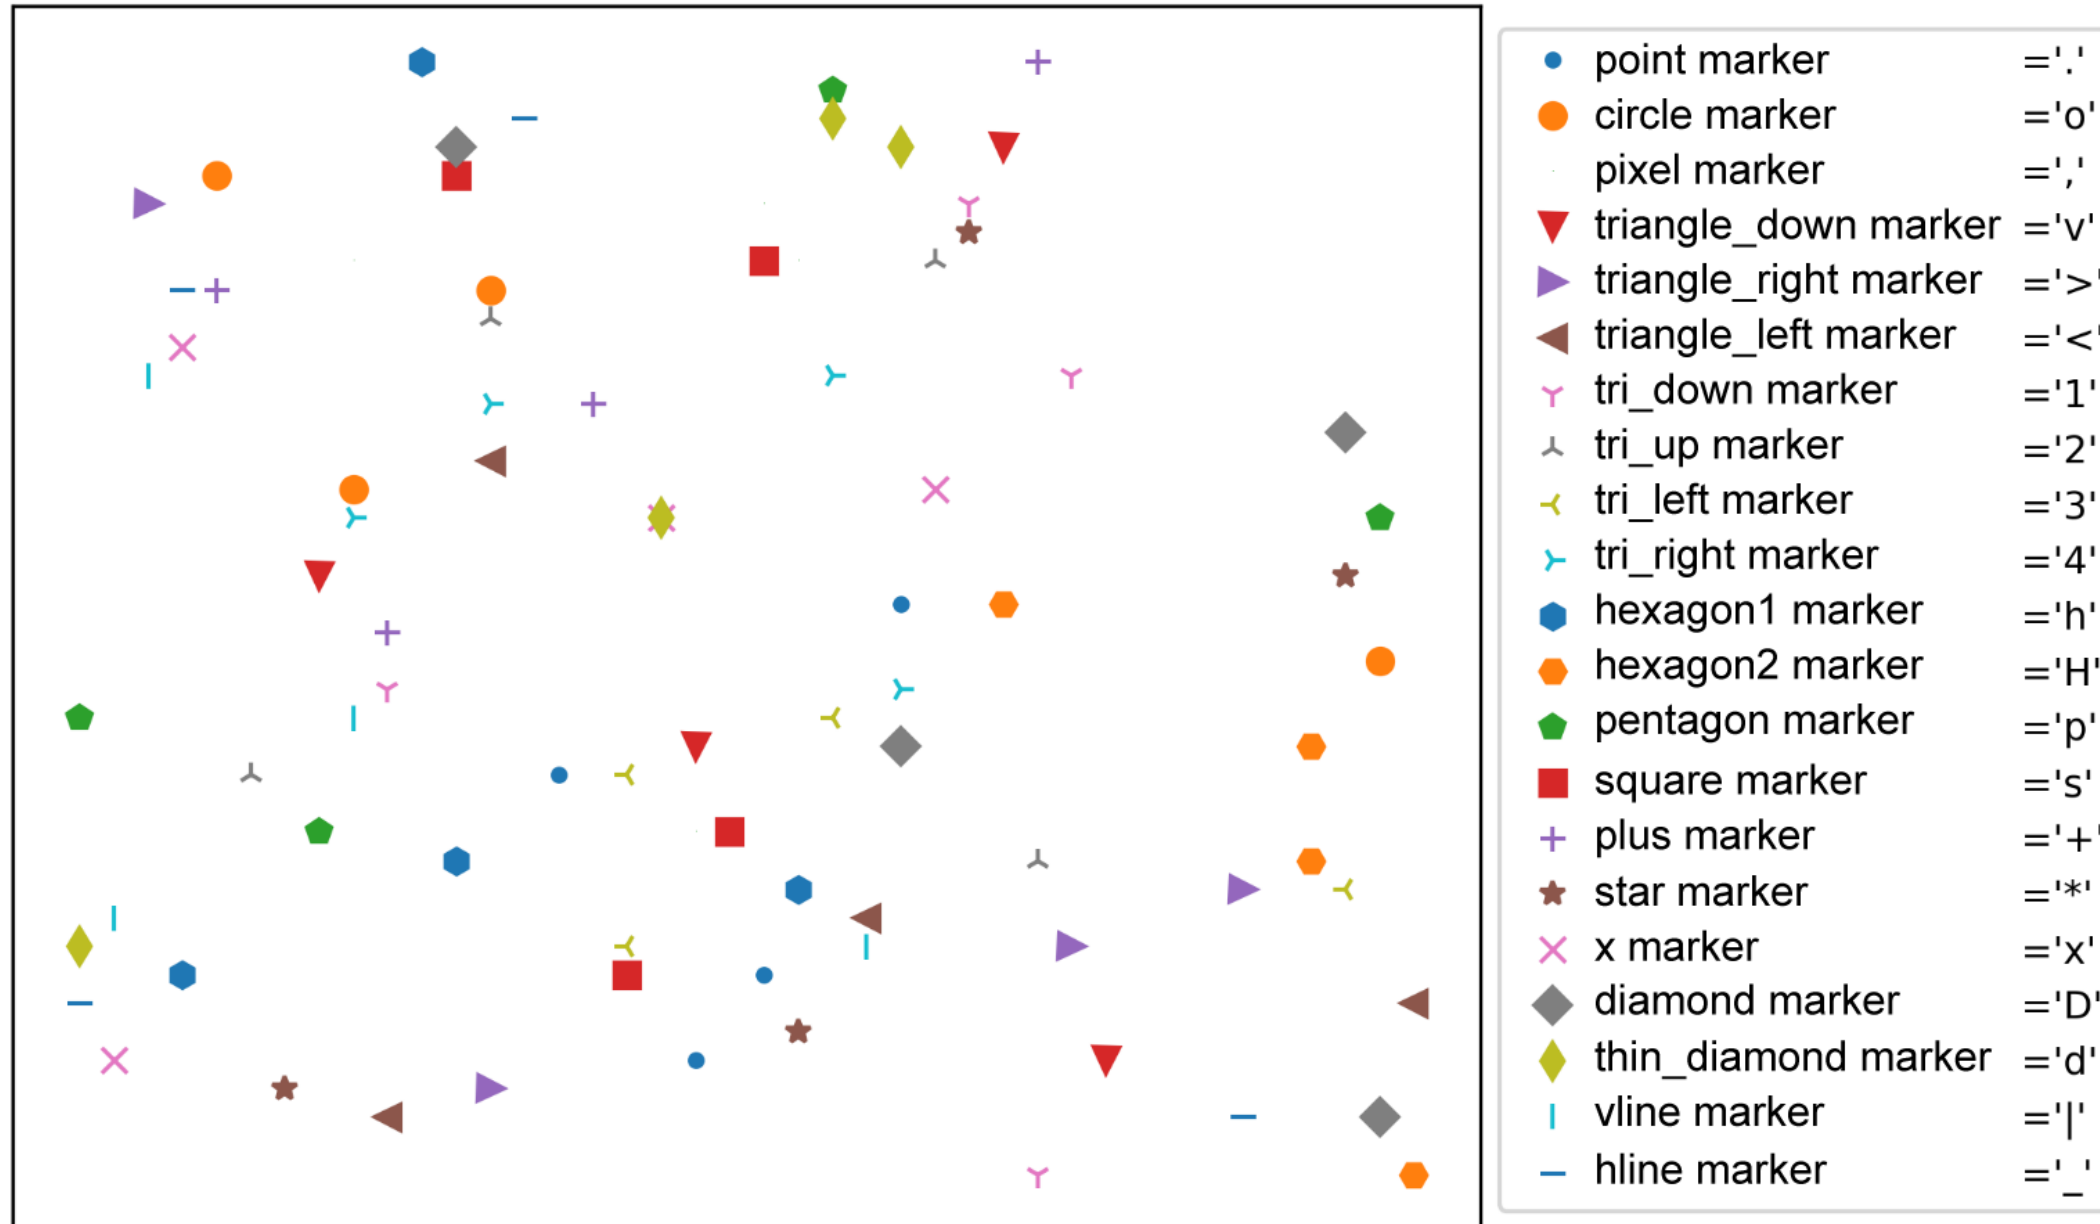 point marker ='.'
circle marker ='o'
pixel marker =','
triangle_down marker ='v'
triangle_right marker ='>'
triangle_left marker ='<'
tri_down marker ='1'
tri_up marker ='2'
tri_left marker ='3'
tri_right marker ='4'
hexagon1 marker ='h'
hexagon2 marker ='H'
pentagon marker ='p'
square marker ='s'
plus marker ='+'
star marker ='*'
x marker ='x'
diamond marker ='D'
thin_diamond marker ='d'
vline marker ='|'
hline marker ='_'